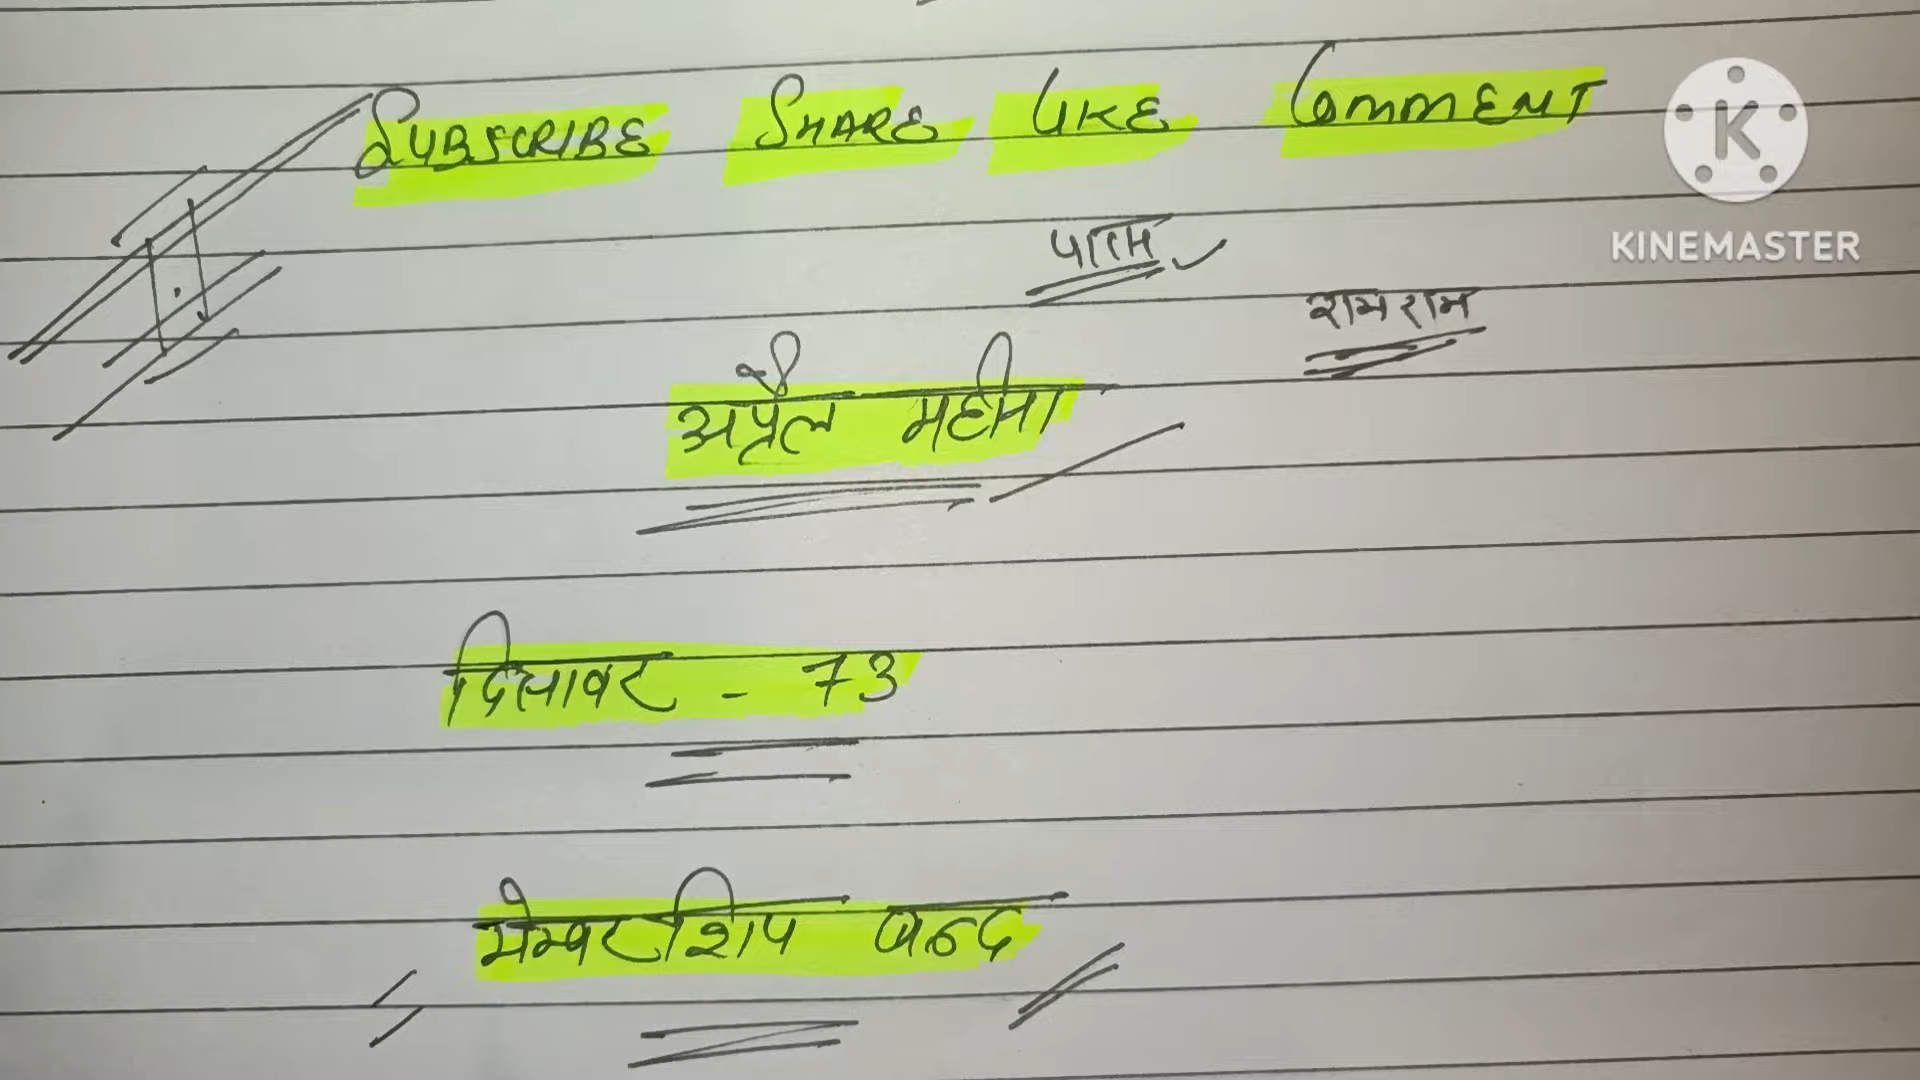 SUBSCRIBE SHARE LIKE COMMENT
KINEMASTER
राम राम
अप्रैल महीना
दिसावर - 73
मेम्बरशिप बन्द